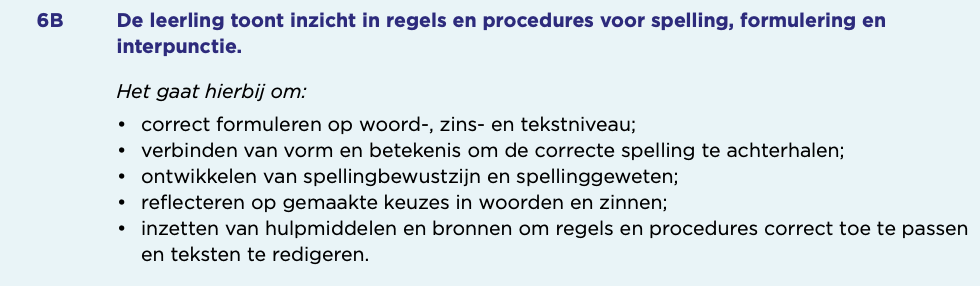 6B De leerling toont inzicht in regels en procedures voor spelling, formulering en
interpunctie.
Het gaat hierbij om:
• correct formuleren op woord-, zins- en tekstniveau;
• verbinden van vorm en betekenis om de correcte spelling te achterhalen;
• ontwikkelen van spellingbewustzijn en spellinggeweten;
• reflecteren op gemaakte keuzes in woorden en zinnen;
• inzetten van hulpmiddelen en bronnen om regels en procedures correct toe te passen
en teksten te redigeren.